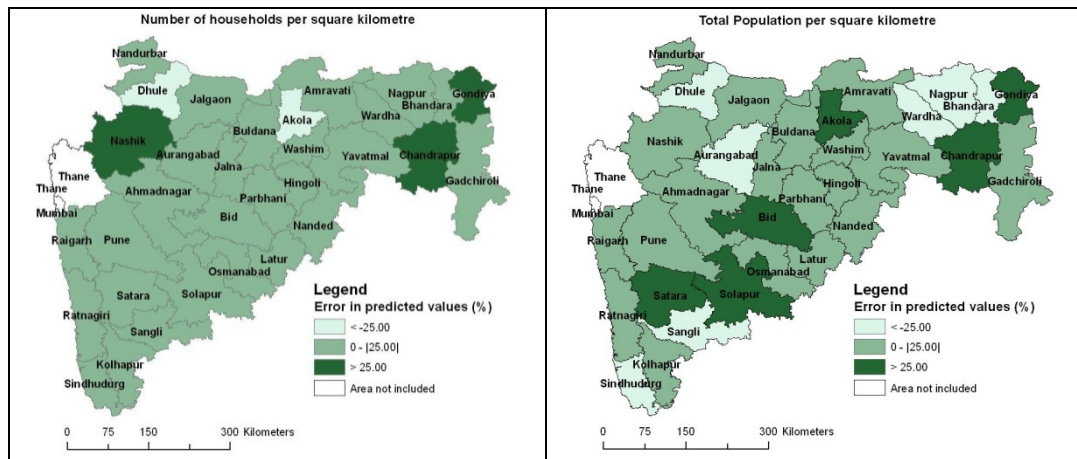 Number of households per square kilometre
Nandurbar
Dhule
Jalgaon
Amravati
Nagpur
Gondiya
Bhandara
Wardha
Akola
Buldana
Nashik
Aurangabad
Washim
Yavatmal
Chandrapur
Jalna
Thane
Thane
Hingoli
Gadchiroli
Ahmadnagar
Parbhani
Mumbai
Bid
Nanded
Raigarh
Pune
Latur
Osmanabad
Satara
Solapur
Ratnagiri
Sangli
Kolhapur
Sindhudurg
Legend
Error in predicted values (%)
< -25.00
0 - |25.00|
> 25.00
Area not included
0 75 150 300 Kilometers
Total Population per square kilometre
Nandurbar
Dhule
Jalgaon
Amravati
Nagpur
Gondiya
Bhandara
Wardha
Akola
Buldana
Nashik
Aurangabad
Washim
Yavatmal
Chandrapur
Jalna
Thane
Thane
Hingoli
Gadchiroli
Ahmadnagar
Parbhani
Mumbai
Bid
Nanded
Raigarh
Pune
Latur
Osmanabad
Satara
Solapur
Ratnagiri
Sangli
Kolhapur
Sindhudurg
Legend
Error in predicted values (%)
< -25.00
0 - |25.00|
> 25.00
Area not included
0 75 150 300 Kilometers